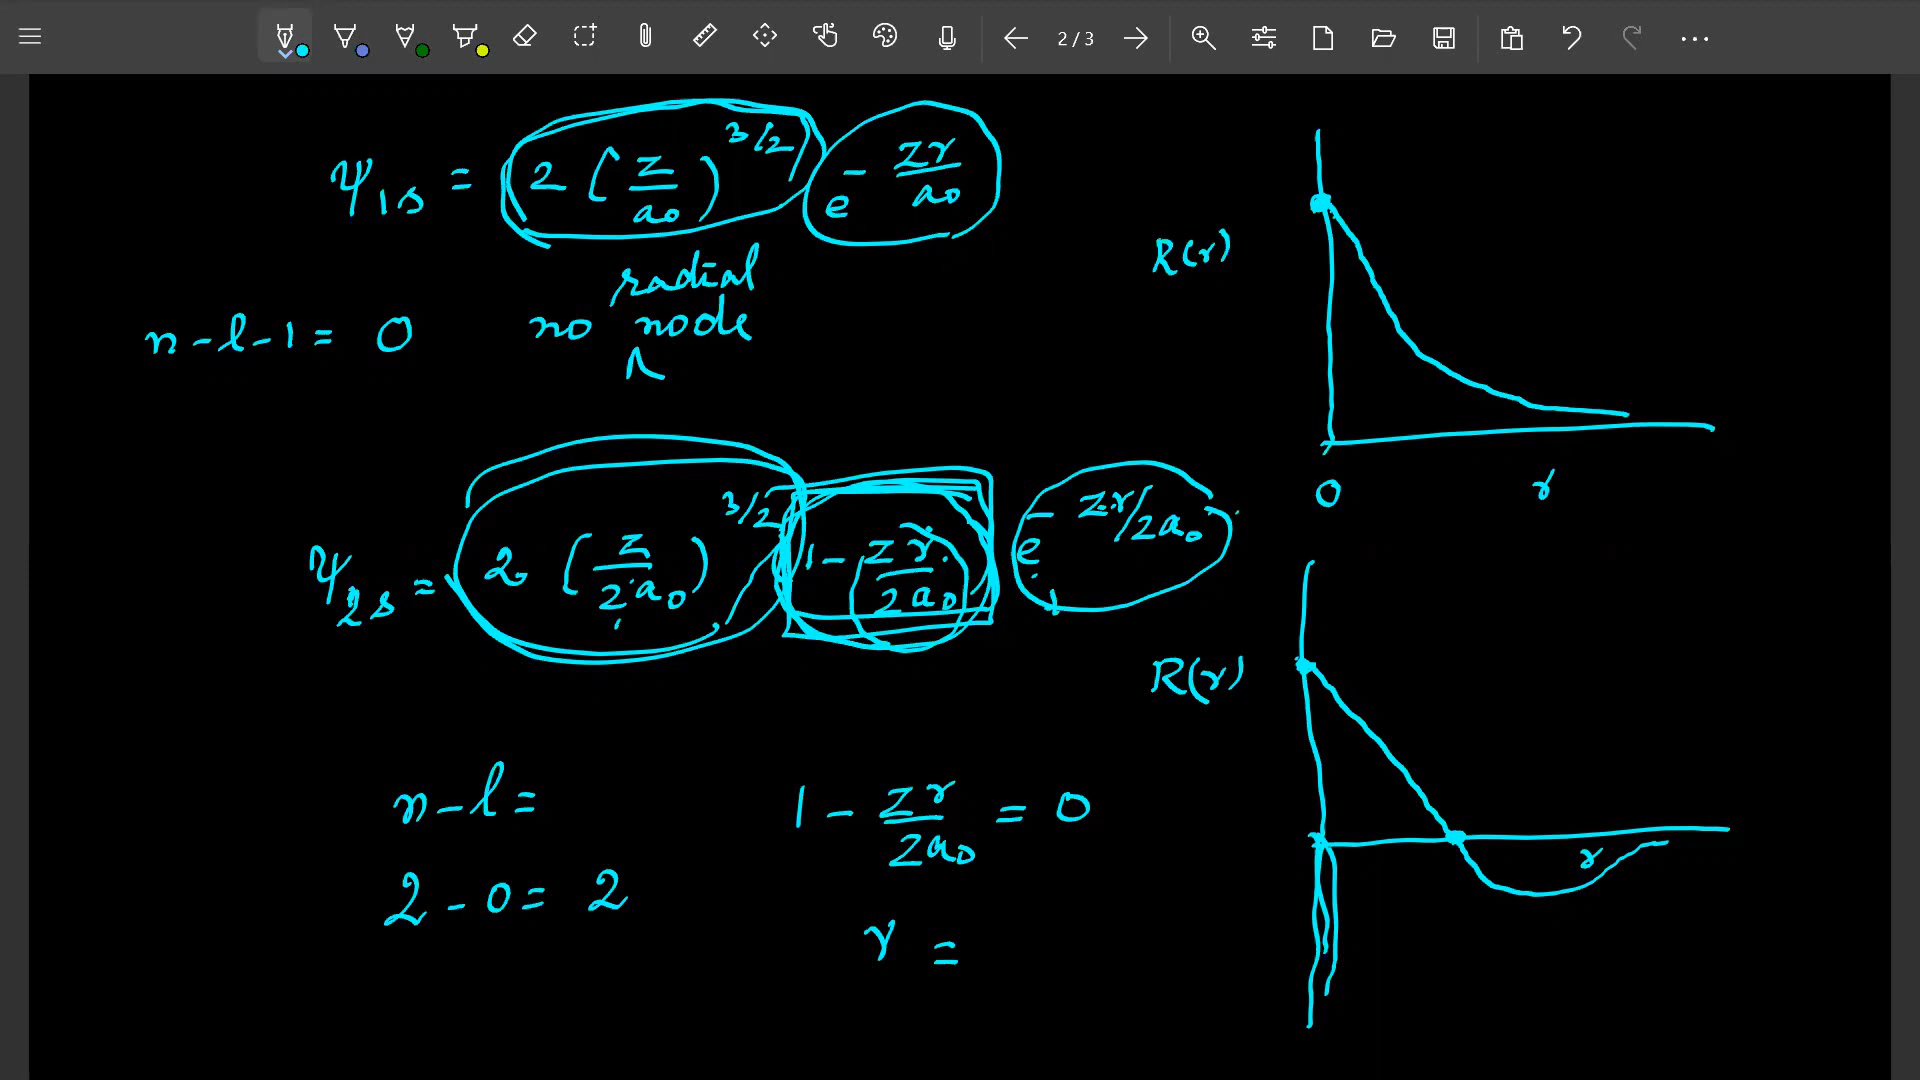 2 / 3
ψ1s = 2 (z/a0)^3/2 e^- zr/a0
R(r)
radial
n-l-1 = 0 no node
0 r
ψ2s = 2 (z/2a0)^3/2 1 - zr/2a0 e^- zr/2a0
R(r)
n-l = 1 - zr/2a0 = 0
r
2-0 = 2
r =